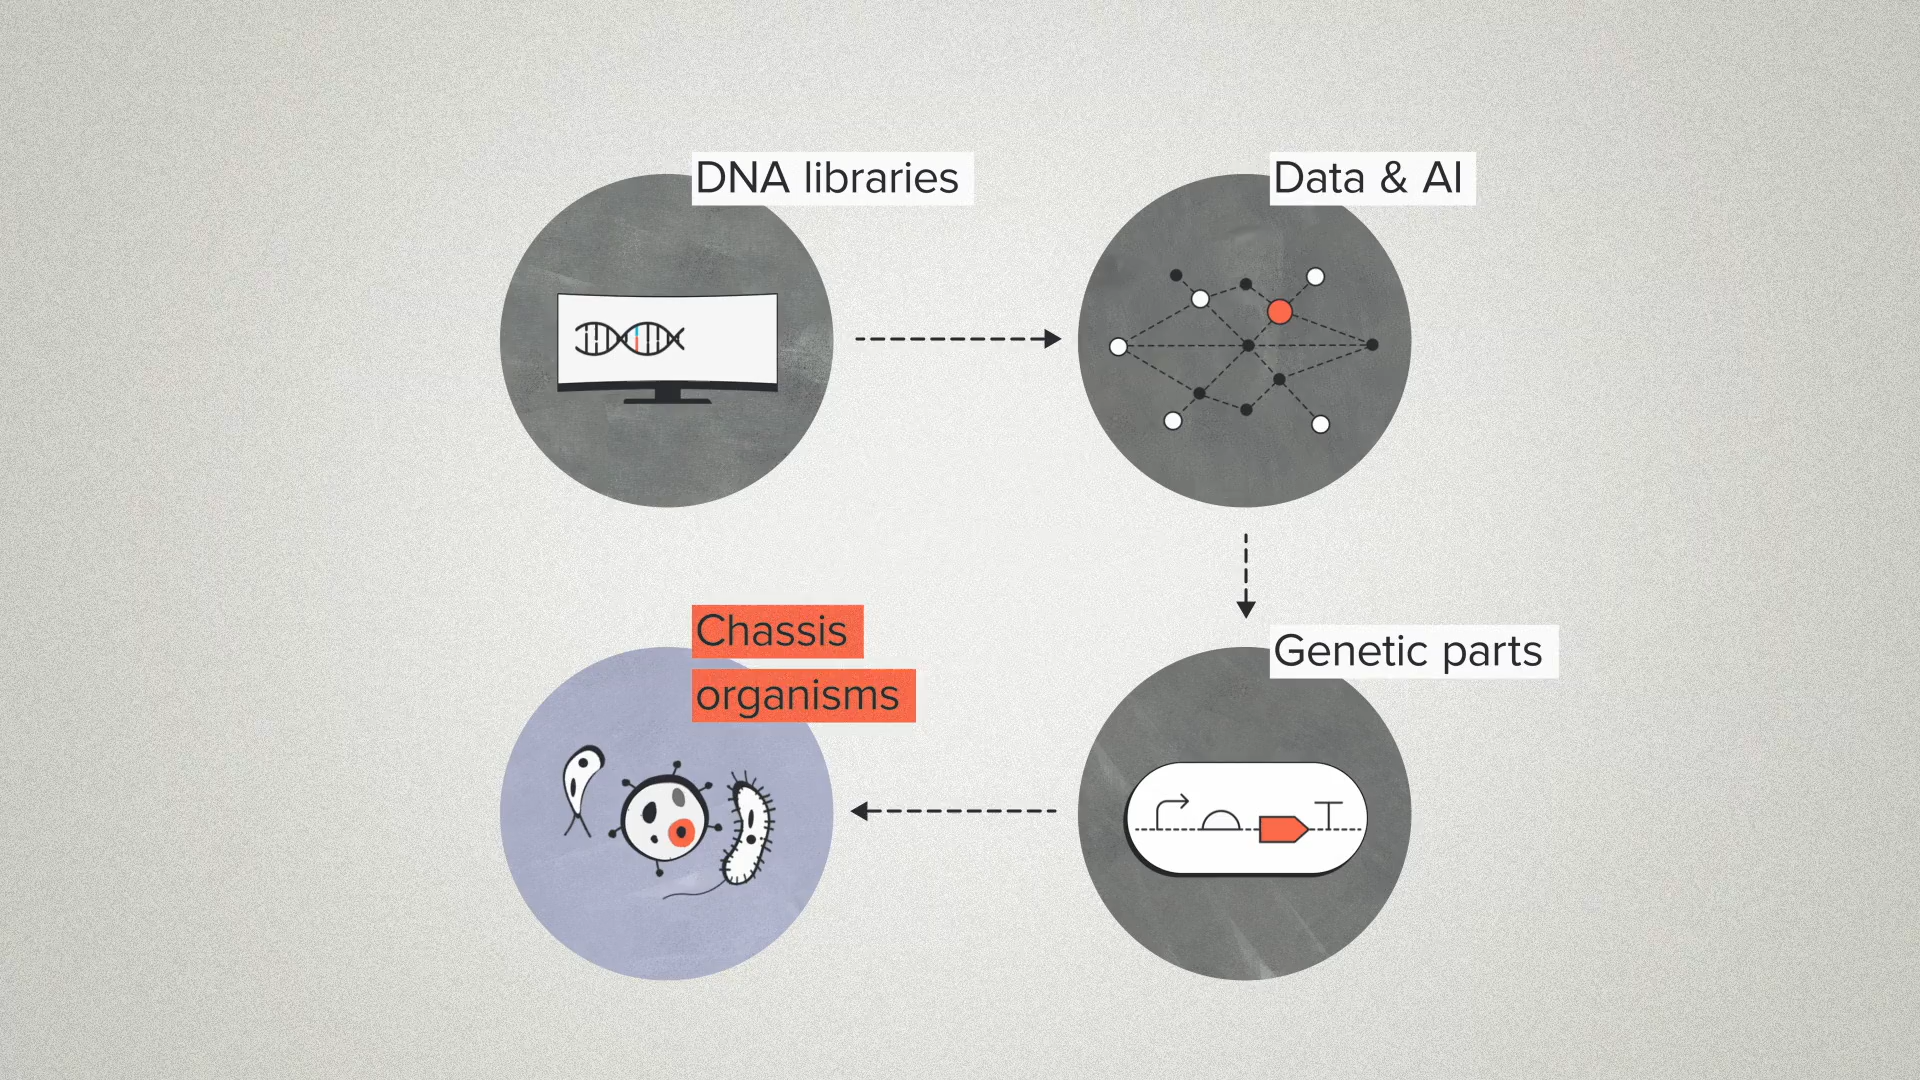 DNA libraries
Data & AI
Chassis
organisms
Genetic parts